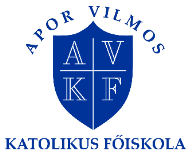 APOR VILMOS
A V
K F
KATOLIKUS FŐISKOLA